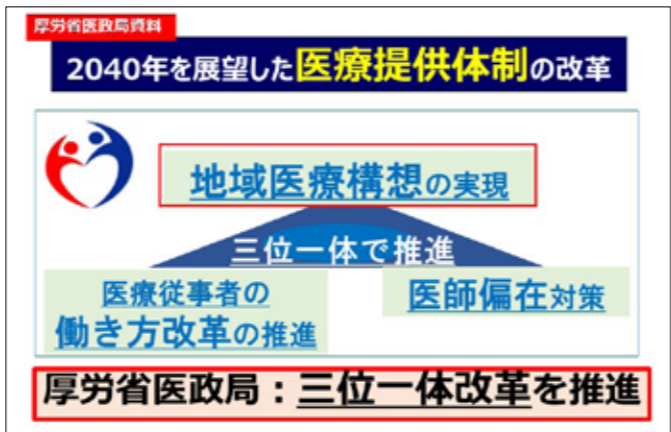 厚労省医政局資料
2040年を展望した医療提供体制の改革
地域医療構想の実現
三位一体で推進
医療従事者の
働き方改革の推進
医師偏在対策
厚労省医政局：三位一体改革を推進